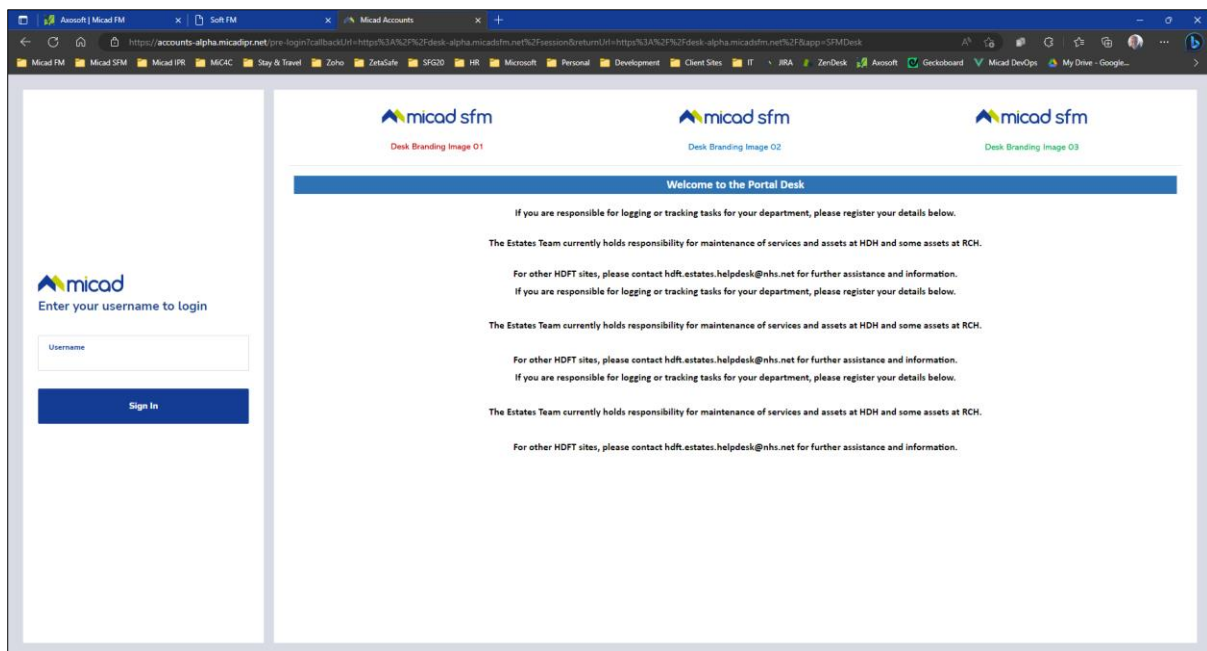 Axosoft | Micad FM
Soft FM
Micad Accounts
https://accounts-alpha.micadipr.net/pre-login?callbackUrl=https%3A%2F%2Fdesk-alpha.micadsfm.net%2Fsession&returnUrl=https%3A%2F%2Fdesk-alpha.micadsfm.net%2F&app=SFMDesk
Micad FM Micad SFM Micad IPR MiC4C Stay & Travel Zoho ZetaSafe SFG20 HR Microsoft Personal Development Client Sites IT JIRA ZenDesk Axosoft Geckoboard Micad DevOps My Drive - Google...
micad sfm micad sfm micad sfm
Desk Branding Image 01 Desk Branding Image 02 Desk Branding Image 03
Welcome to the Portal Desk
If you are responsible for logging or tracking tasks for your department, please register your details below.
The Estates Team currently holds responsibility for maintenance of services and assets at HDH and some assets at RCH.
For other HDFT sites, please contact hdft.estates.helpdesk@nhs.net for further assistance and information.
If you are responsible for logging or tracking tasks for your department, please register your details below.
The Estates Team currently holds responsibility for maintenance of services and assets at HDH and some assets at RCH.
For other HDFT sites, please contact hdft.estates.helpdesk@nhs.net for further assistance and information.
If you are responsible for logging or tracking tasks for your department, please register your details below.
The Estates Team currently holds responsibility for maintenance of services and assets at HDH and some assets at RCH.
For other HDFT sites, please contact hdft.estates.helpdesk@nhs.net for further assistance and information.
micad
Enter your username to login
Username
Sign In